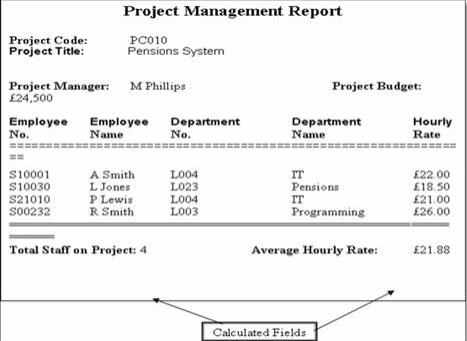 Project Management Report
Project Code: PC010
Project Title: Pensions System
Project Manager: M Phillips Project Budget:
£24,500
Employee Employee Department Department Hourly
No. Name No. Name Rate
==================================================
==
S10001 A Smith L004 IT £22.00
S10030 L Jones L023 Pensions £18.50
S21010 P Lewis L004 IT £21.00
S00232 R Smith L003 Programming £26.00
Total Staff on Project: 4 Average Hourly Rate: £21.88
Calculated Fields